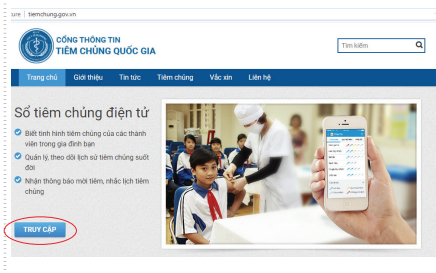 ure | tiemchung.gov.vn
CỔNG THÔNG TIN
TIÊM CHỦNG QUỐC GIA
Tìm kiếm
Trang chủ Giới thiệu Tin tức Tiêm chủng Vắc xin Liên hệ
Sổ tiêm chủng điện tử
Biết tình hình tiêm chủng của các thành
viên trong gia đình bạn
Quản lý, theo dõi lịch sử tiêm chủng suốt
đời
Nhận thông báo mới tiêm, nhắc lịch tiêm
chủng
TRUY CẬP